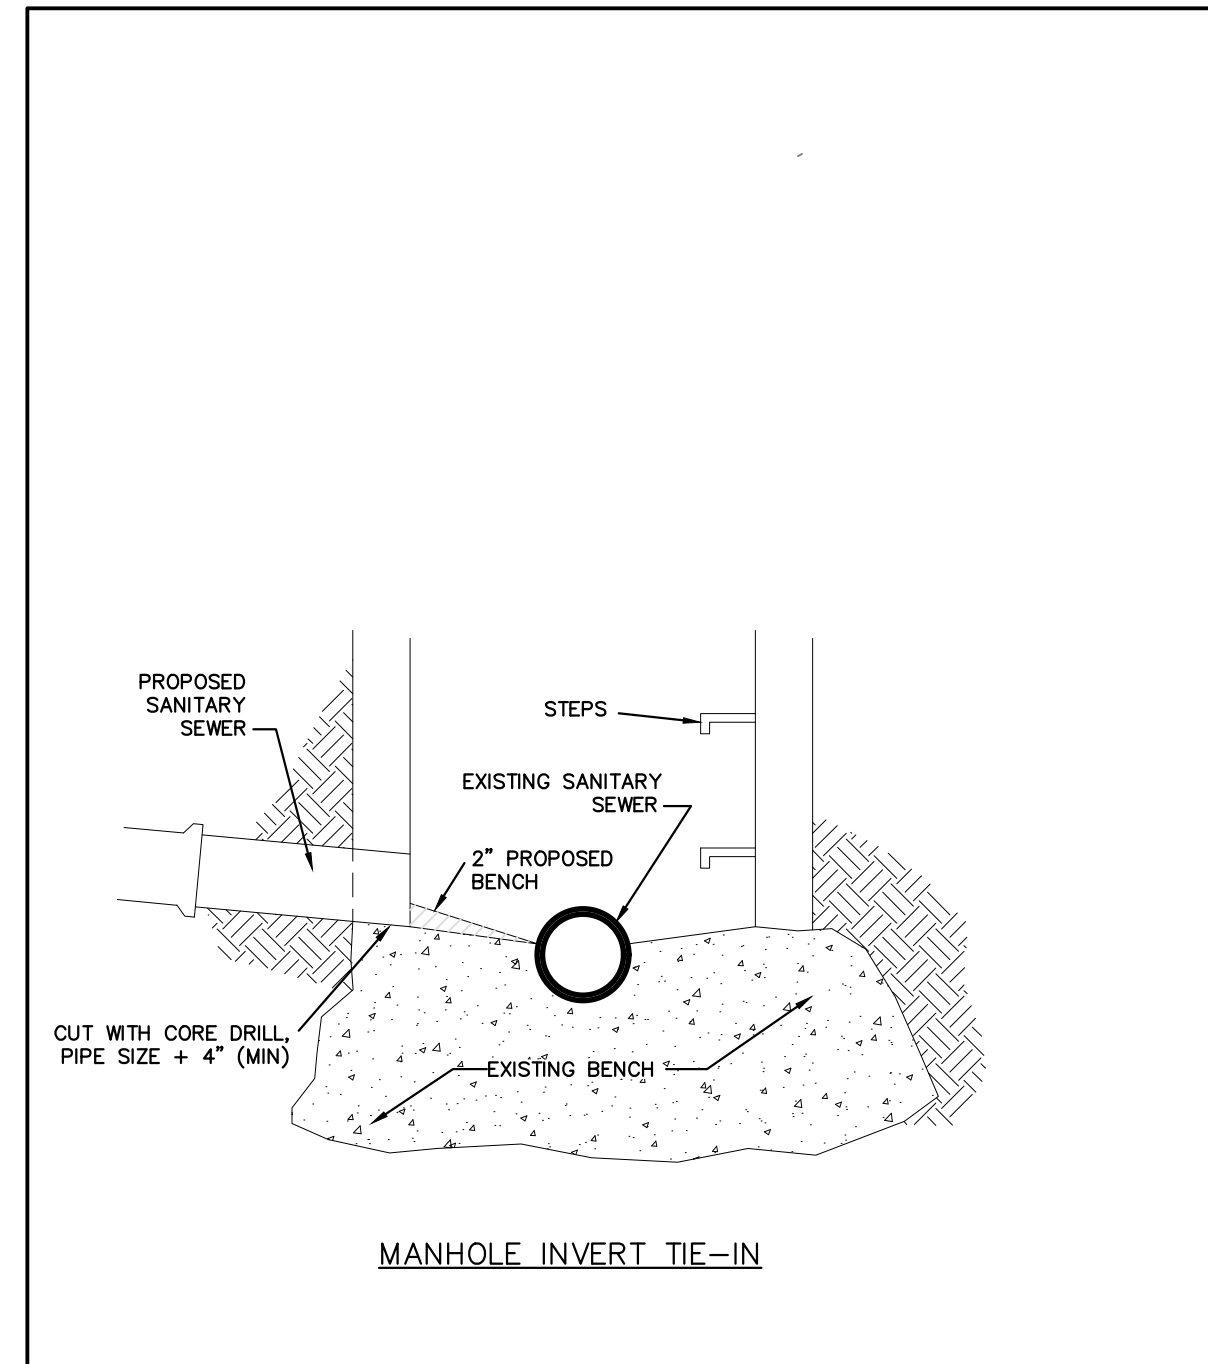 PROPOSED
SANITARY
SEWER
STEPS
EXISTING SANITARY
SEWER
2" PROPOSED
BENCH
CUT WITH CORE DRILL,
PIPE SIZE + 4" (MIN)
EXISTING BENCH
MANHOLE INVERT TIE-IN